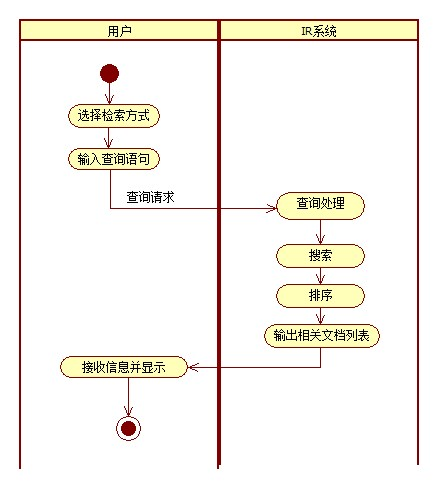 用户
IR系统
选择检索方式
输入查询语句
查询请求
查询处理
搜索
排序
输出相关文档列表
接收信息并显示